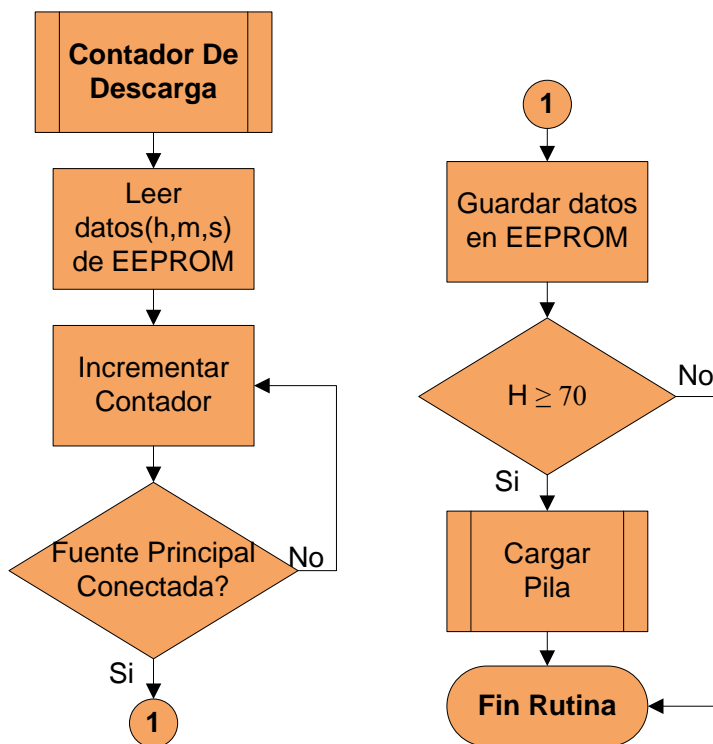 Contador De
Descarga
Leer
datos(h,m,s)
de EEPROM
Incrementar
Contador
Fuente Principal
Conectada?
No
Si
1
1
Guardar datos
en EEPROM
H ≥ 70
No
Si
Cargar
Pila
Fin Rutina